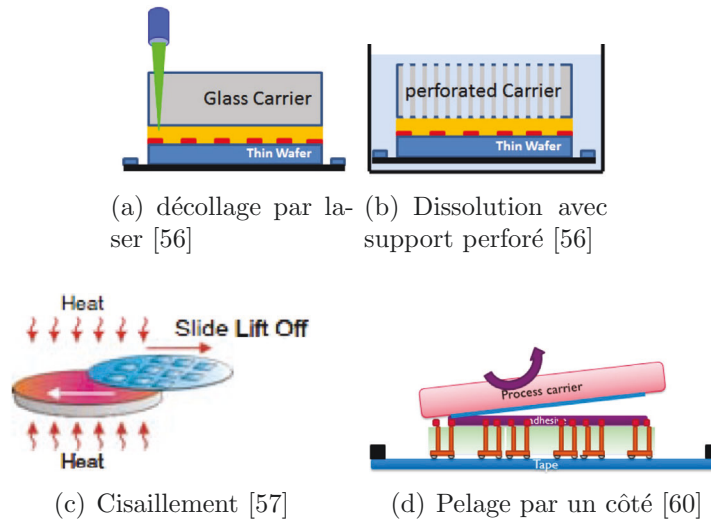 Glass Carrier
Thin Wafer
perforated Carrier
Thin Wafer
(a) décollage par la-
ser [56]
(b) Dissolution avec
support perforé [56]
Heat
Slide Lift Off
Heat
(c) Cisaillement [57]
Process carrier
adhesive
Tape
(d) Pelage par un côté [60]